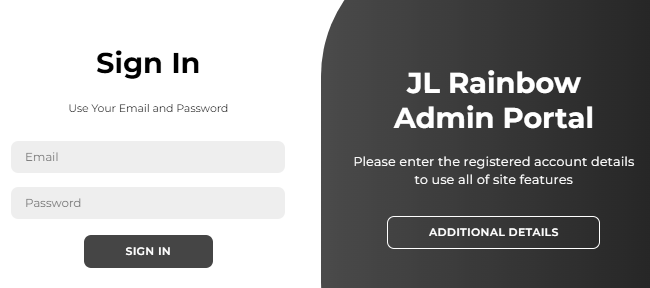 Sign In
Use Your Email and Password
Email
Password
SIGN IN
JL Rainbow
Admin Portal
Please enter the registered account details
to use all of site features
ADDITIONAL DETAILS